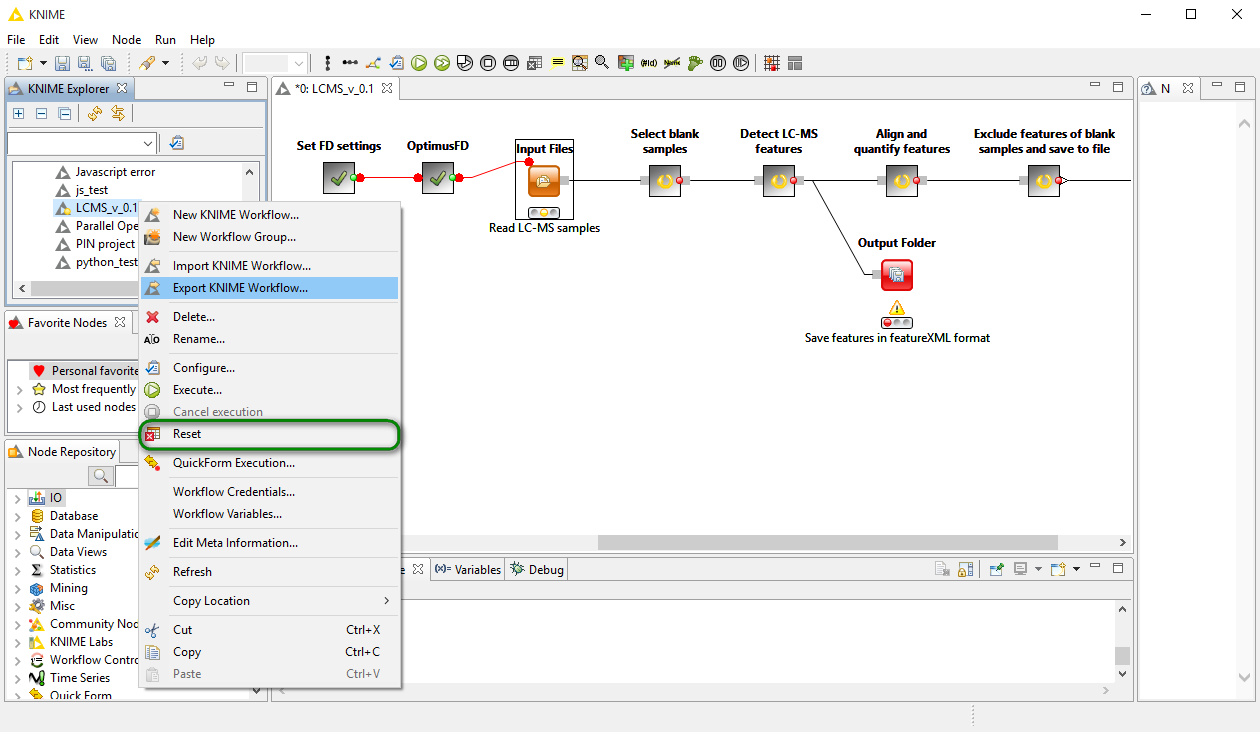 KNIME
File Edit View Node Run Help
KNIME Explorer
*0: LCMS_v_0.1
N
Javascript error
js_test
LCMS_v_0.1
Parallel Ope
PIN project
python_test
Favorite Nodes
Personal favorite
Most frequently
Last used nodes
Node Repository
IO
Database
Data Manipulatio
Data Views
Statistics
Mining
Misc
Community Nod
KNIME Labs
Workflow Contro
Time Series
Quick Form
New KNIME Workflow...
New Workflow Group...
Import KNIME Workflow...
Export KNIME Workflow...
Delete...
Rename...
Configure...
Execute...
Cancel execution
Reset
QuickForm Execution...
Workflow Credentials...
Workflow Variables...
Edit Meta Information...
Refresh
Copy Location
Cut Ctrl+X
Copy Ctrl+C
Paste Ctrl+V
Set FD settings
OptimusFD
Input Files
Read LC-MS samples
Select blank
samples
Detect LC-MS
features
Align and
quantify features
Exclude features of blank
samples and save to file
Output Folder
Save features in featureXML format
e
Variables
Debug